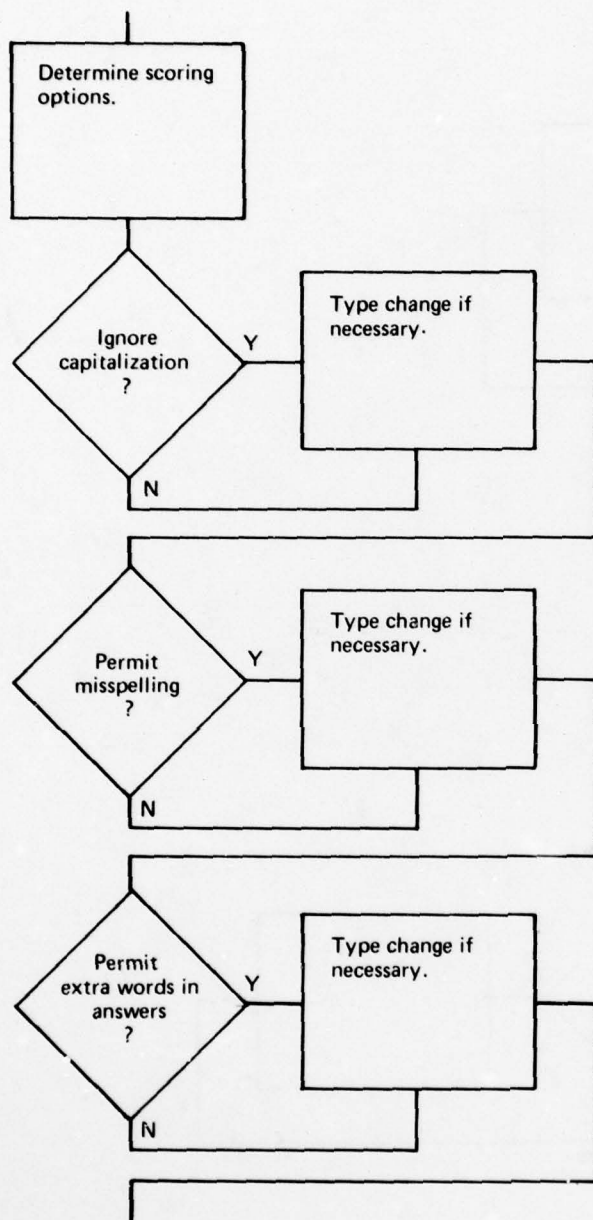 Determine scoring
options.
Ignore
capitalization
?
Y
Type change if
necessary.
N
Permit
misspelling
?
Y
Type change if
necessary.
N
Permit
extra words in
answers
?
Y
Type change if
necessary.
N